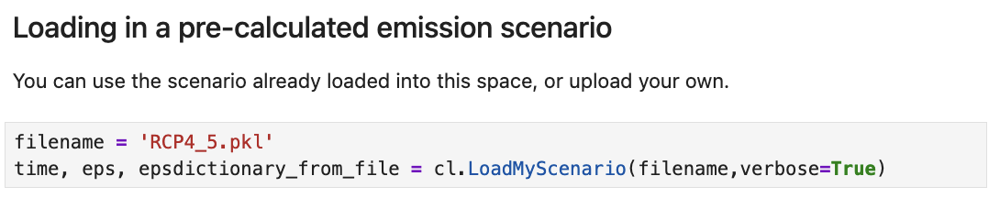 Loading in a pre-calculated emission scenario
You can use the scenario already loaded into this space, or upload your own.
filename = 'RCP4_5.pkl'
time, eps, epsdictionary_from_file = cl.LoadMyScenario(filename,verbose=True)